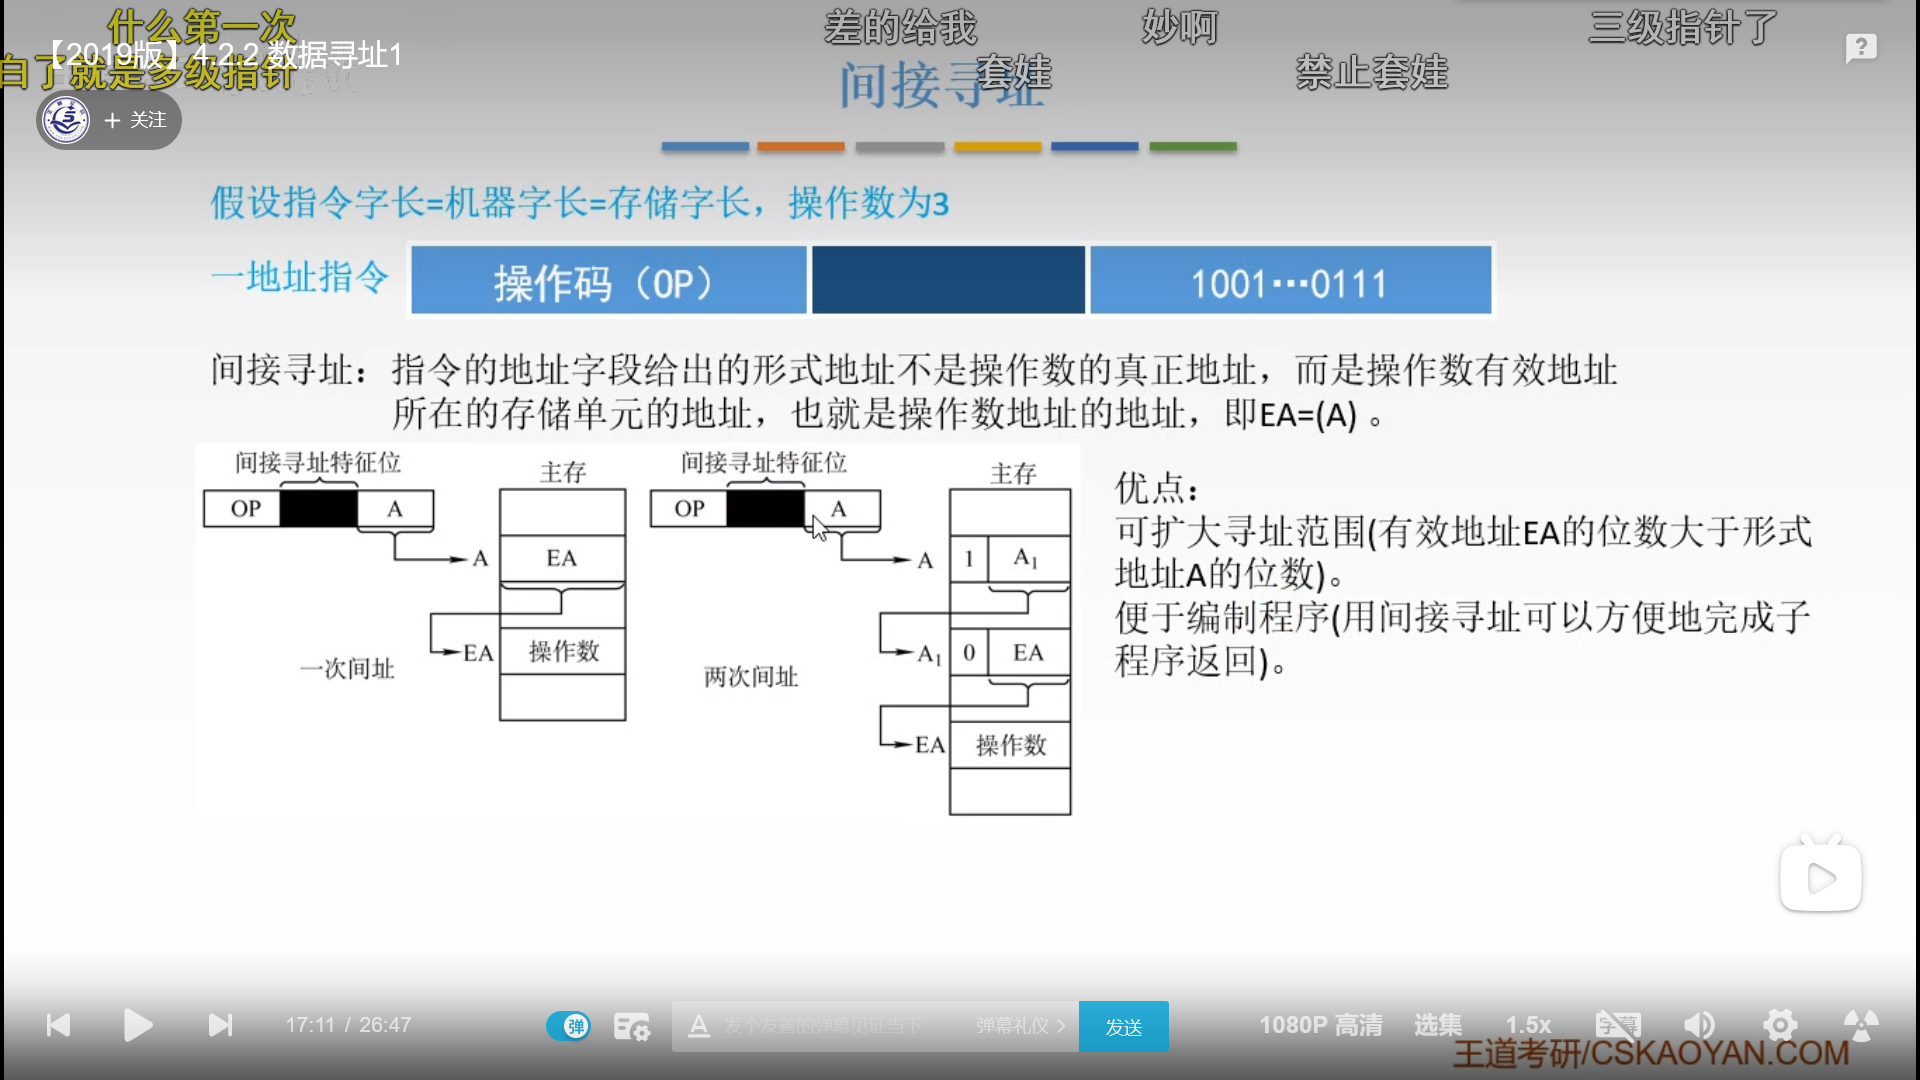 什么第一次
差的给我
妙啊
三级指针了
【2019版】4.2.2 数据寻址1
白了就是多级指针
套娃
禁止套娃
间接寻址
+ 关注
假设指令字长=机器字长=存储字长，操作数为3
一地址指令 操作码（OP） 1001…0111
间接寻址：指令的地址字段给出的形式地址不是操作数的真正地址，而是操作数有效地址
所在的存储单元的地址，也就是操作数地址的地址，即EA=(A) 。
间接寻址特征位
主存
OP
A
A
EA
EA
操作数
一次间址
间接寻址特征位
主存
OP
A
A
1
A₁
A₁
0
EA
EA
操作数
两次间址
优点：
可扩大寻址范围(有效地址EA的位数大于形式
地址A的位数)。
便于编制程序(用间接寻址可以方便地完成子
程序返回)。
17:11 / 26:47
弹
A
发个友善的弹幕见证当下
弹幕礼仪 >
发送
1080P 高清
选集
1.5x
字幕
王道考研/CSKAOYAN.COM